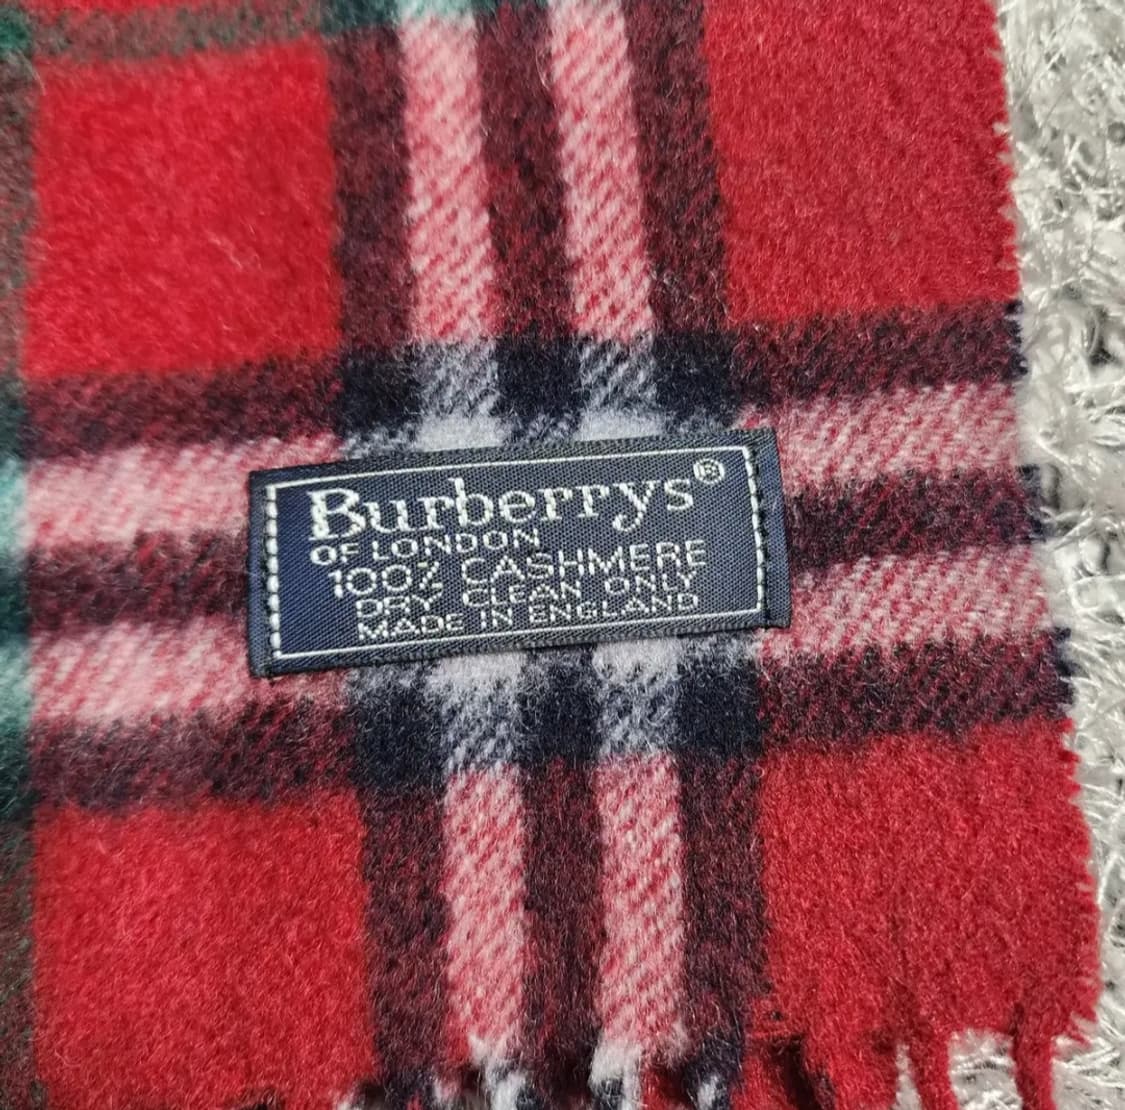 Burberrys®
OF LONDON
100% CASHMERE
DRY CLEAN ONLY
MADE IN ENGLAND